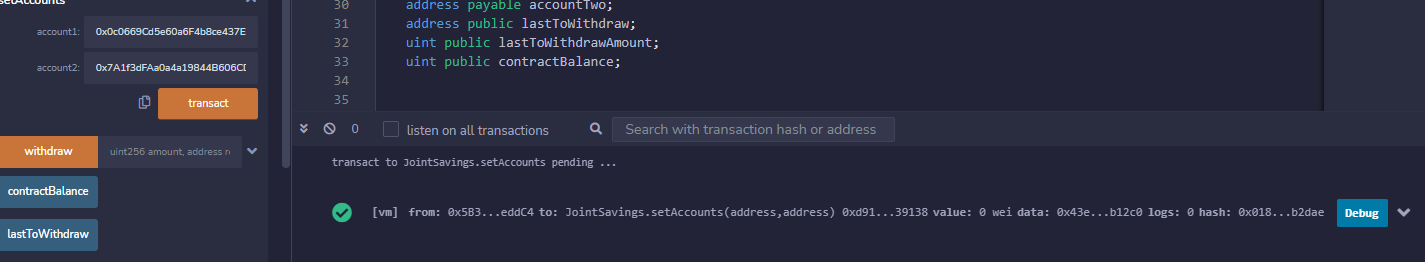 setAccounts
account1: 0x0c0669Cd5e60a6F4b8ce437E
account2: 0x7A1f3dFAa0a4a19844B606CD
transact
withdraw uint256 amount, address r
contractBalance
lastToWithdraw
30 address payable accountTwo;
31 address public lastToWithdraw;
32 uint public lastToWithdrawAmount;
33 uint public contractBalance;
34
35
0 listen on all transactions Search with transaction hash or address
transact to JointSavings.setAccounts pending ...
[vm] from: 0x5B3...eddC4 to: JointSavings.setAccounts(address,address) 0xd91...39138 value: 0 wei data: 0x43e...b12c0 logs: 0 hash: 0x018...b2dae Debug